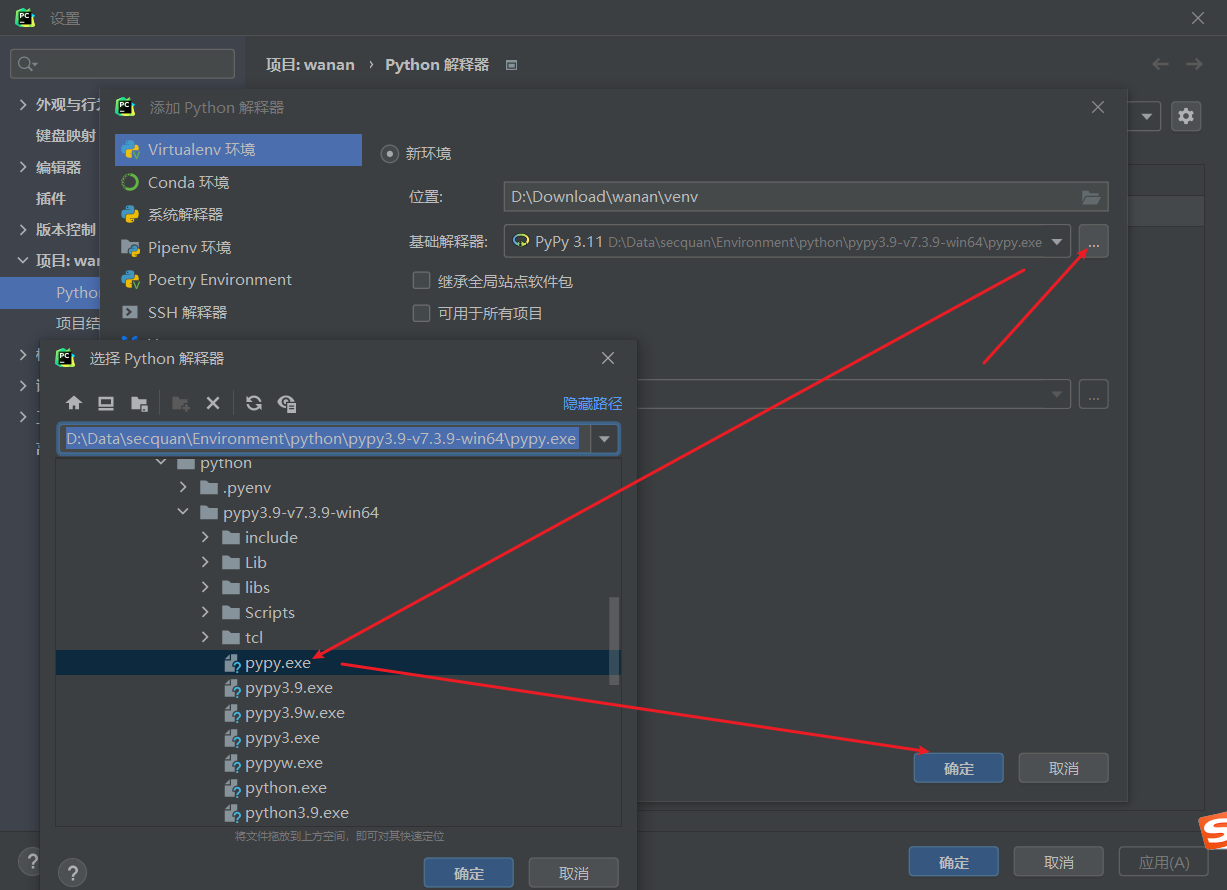 设置
项目: wanan › Python 解释器
外观与行为
键盘映射
编辑器
插件
版本控制
项目: wan
Python
项目结
添加 Python 解释器
Virtualenv 环境
Conda 环境
系统解释器
Pipenv 环境
Poetry Environment
SSH 解释器
新环境
位置: D:\Download\wanan\venv
基础解释器: PyPy 3.11 D:\Data\secquan\Environment\python\pypy3.9-v7.3.9-win64\pypy.exe
...
继承全局站点软件包
可用于所有项目
...
选择 Python 解释器
隐藏路径
D:\Data\secquan\Environment\python\pypy3.9-v7.3.9-win64\pypy.exe
python
.pyenv
pypy3.9-v7.3.9-win64
include
Lib
libs
Scripts
tcl
pypy.exe
pypy3.9.exe
pypy3.9w.exe
pypy3.exe
pypyw.exe
python.exe
python3.9.exe
将文件拖放到上方空间，即可对其快速定位
? 确定 取消
确定 取消
? 确定 取消 应用(A)